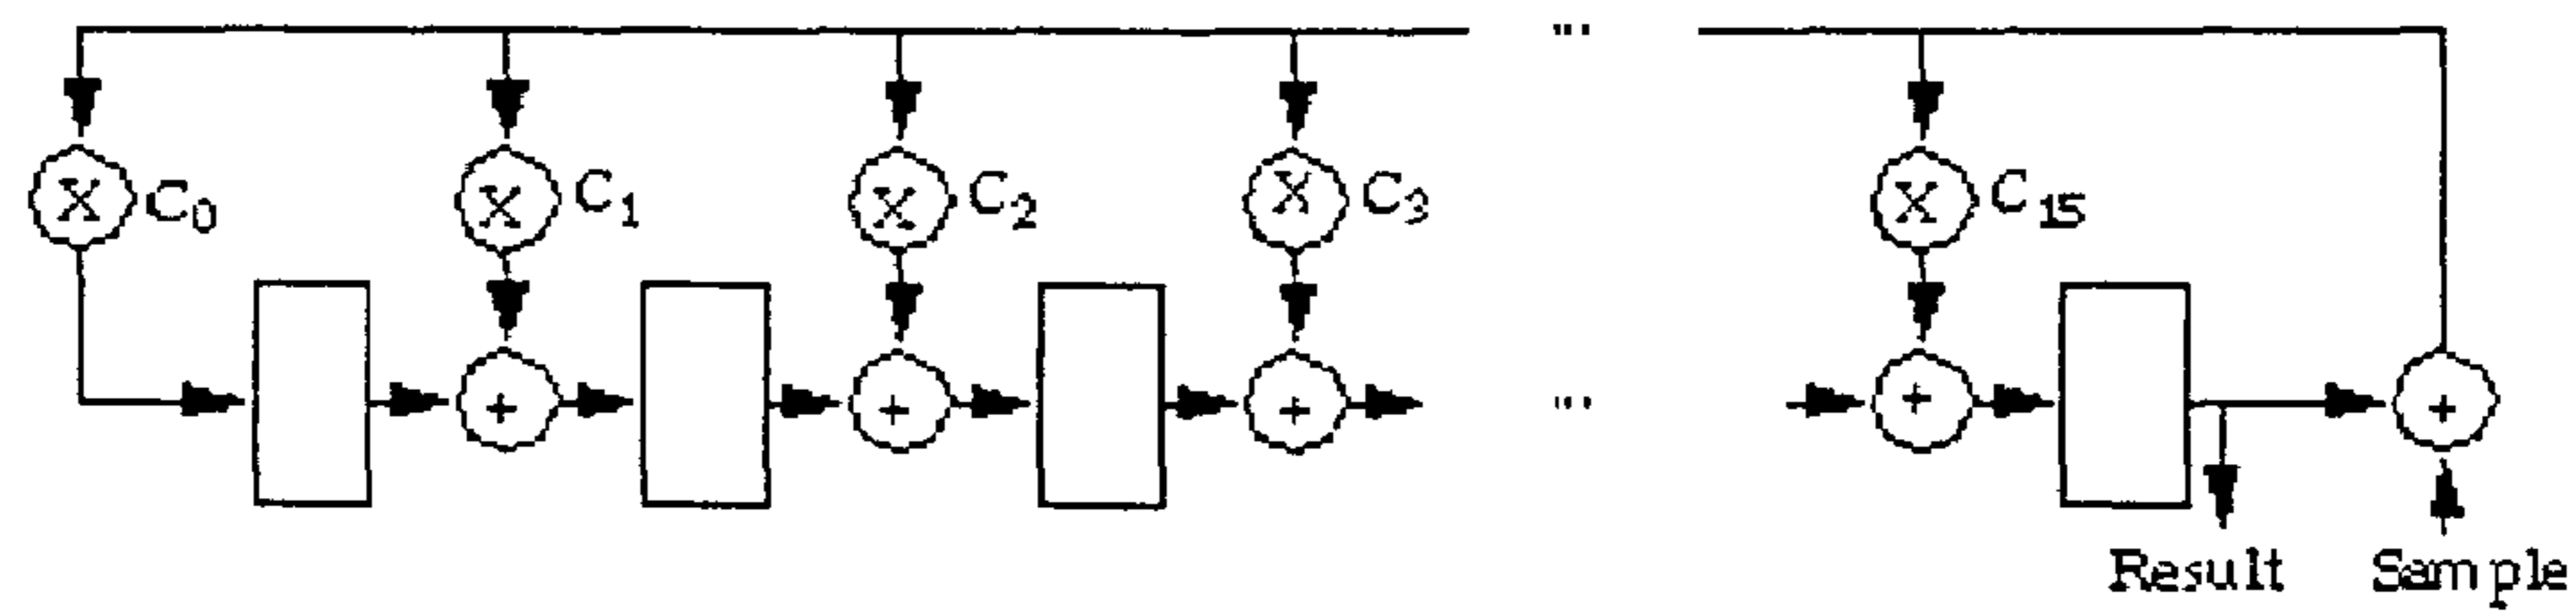 ...
X C₀ X C₁ X C₂ X C₃ X C₁₅
+ + + ... + +
Result Sample